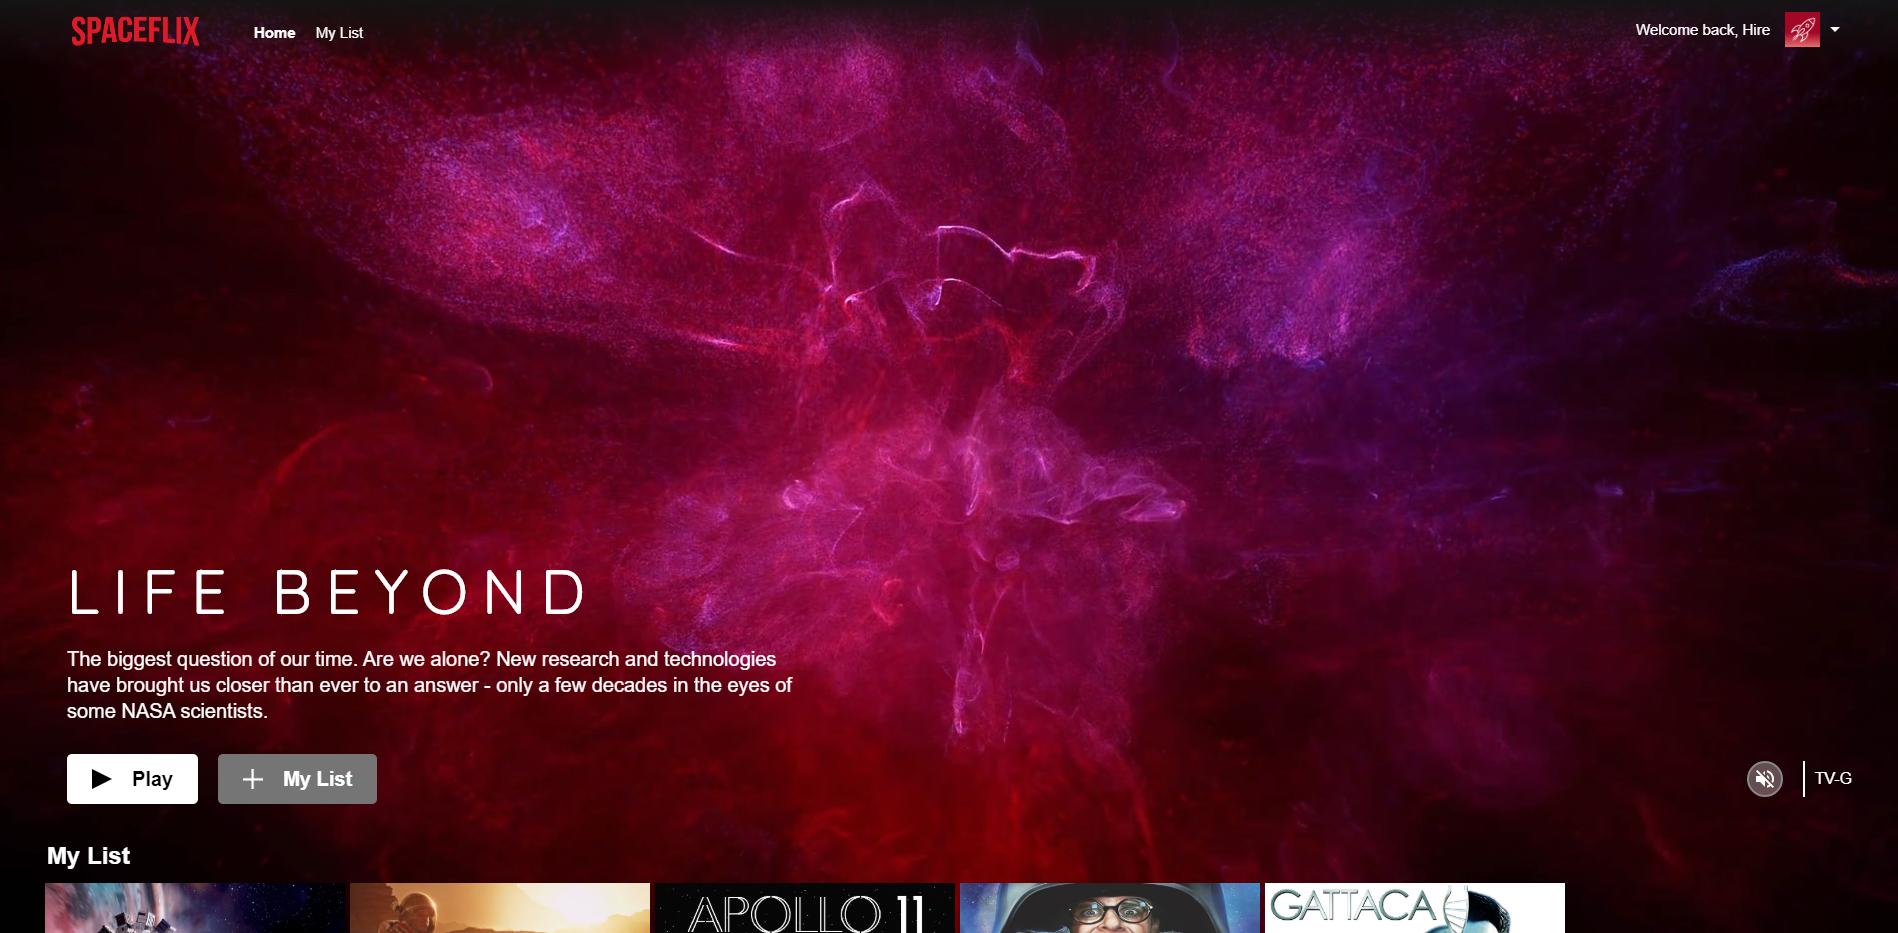 SPACEFLIX
Home
My List
Welcome back, Hire
LIFE BEYOND
The biggest question of our time. Are we alone? New research and technologies
have brought us closer than ever to an answer - only a few decades in the eyes of
some NASA scientists.
Play
My List
TV-G
My List
APOLLO 11
GATTACA